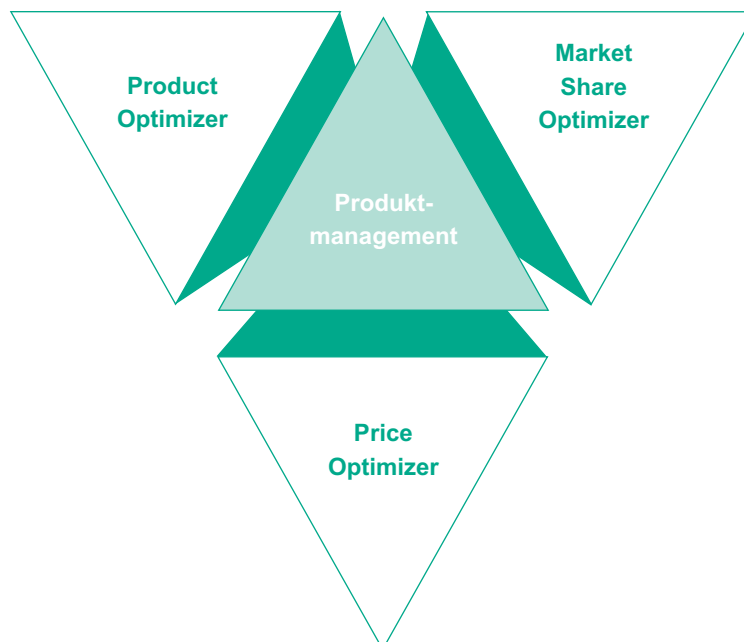 Product
Optimizer
Market
Share
Optimizer
Produkt-
management
Price
Optimizer